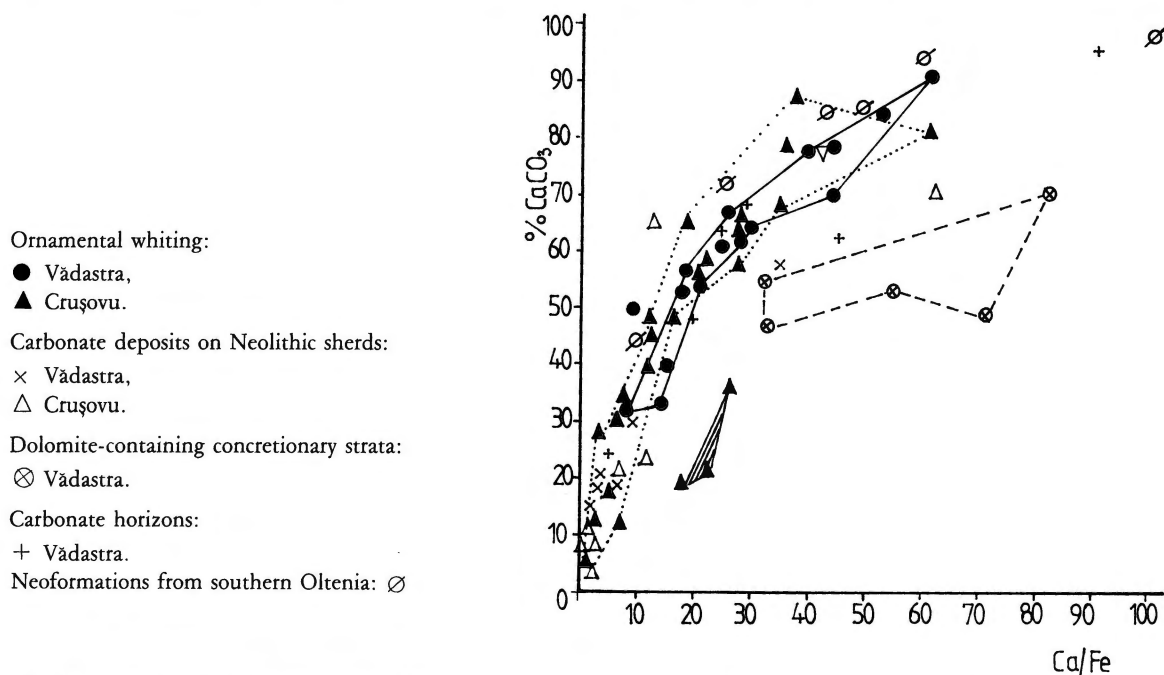 Ornamental whiting:
● Vădastra,
▲ Crușovu.
Carbonate deposits on Neolithic sherds:
× Vădastra,
△ Crușovu.
Dolomite-containing concretionary strata:
⊗ Vădastra.
Carbonate horizons:
+ Vădastra.
Neoformations from southern Oltenia: ∅
% CaCO₃
100
90
80
70
60
50
40
30
20
10
0
10 20 30 40 50 60 70 80 90 100
Ca/Fe